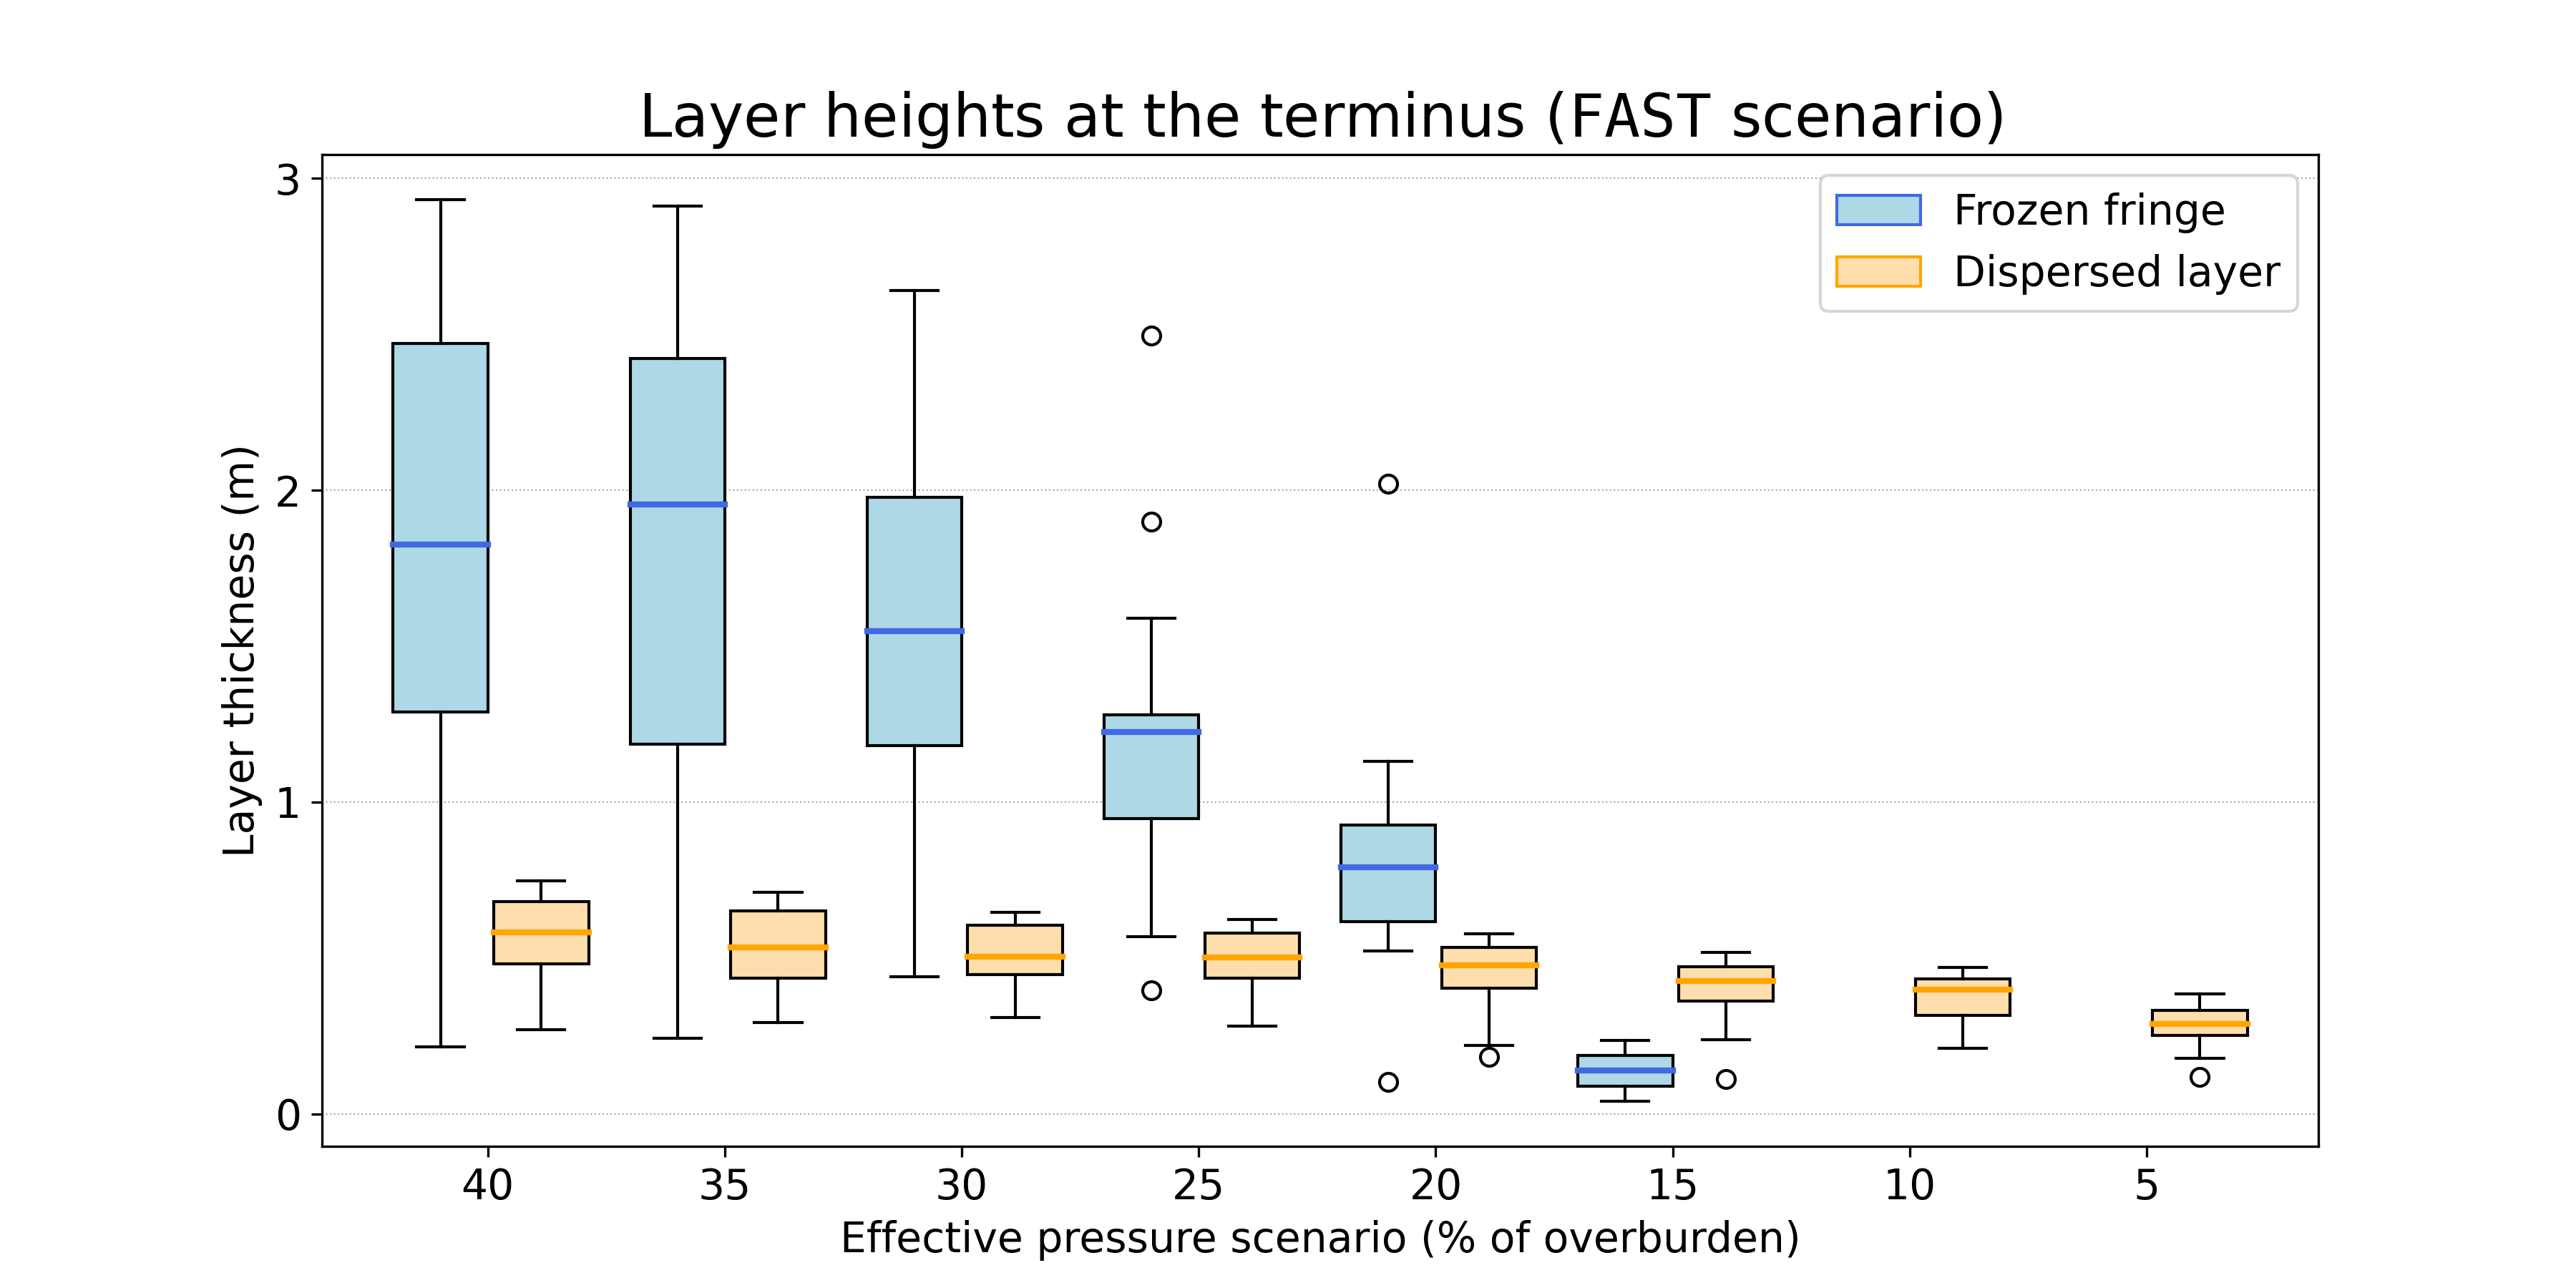 Layer heights at the terminus (FAST scenario)
Frozen fringe
Dispersed layer
Layer thickness (m)
3
2
1
0
40 35 30 25 20 15 10 5
Effective pressure scenario (% of overburden)